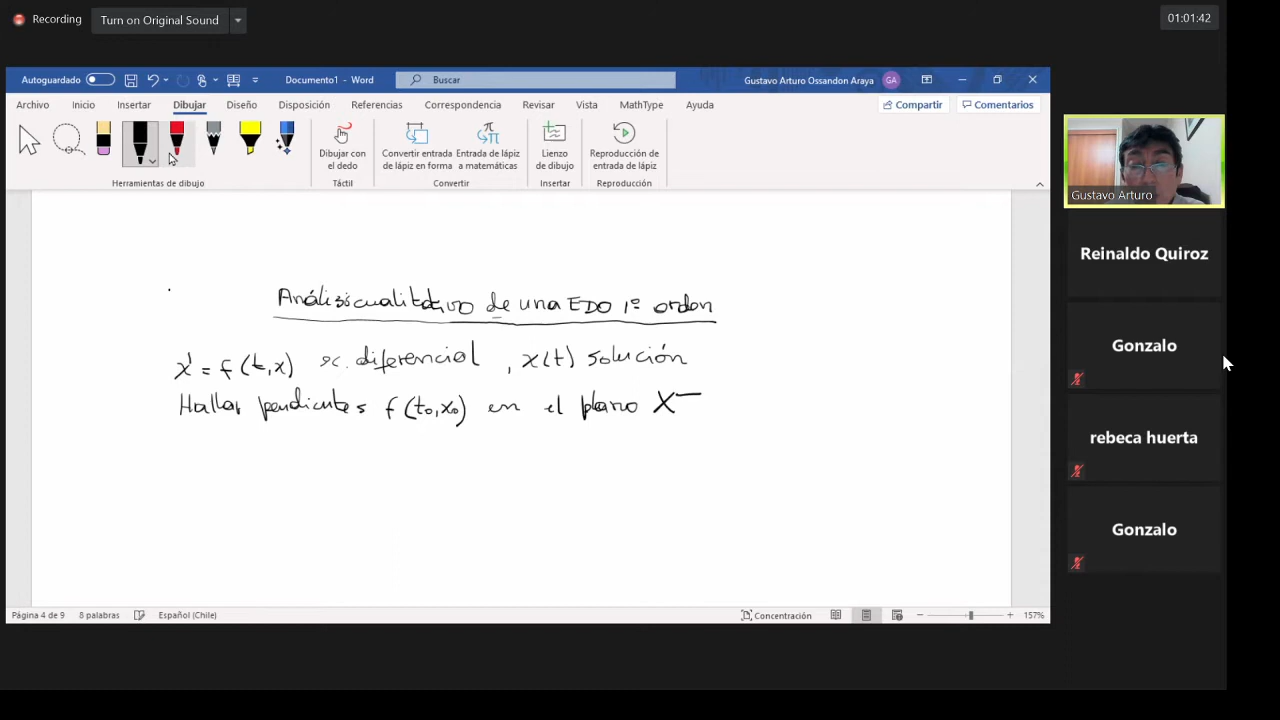 Recording
Turn on Original Sound
01:01:42
Autoguardado
Documento1 - Word
Buscar
Gustavo Arturo Ossandon Araya
GA
Archivo Inicio Insertar Dibujar Diseño Disposición Referencias Correspondencia Revisar Vista MathType Ayuda
Compartir
Comentarios
Dibujar con el dedo
Convertir entrada de lápiz en forma
Entrada de lápiz a matemáticas
Lienzo de dibujo
Reproducción de entrada de lápiz
Herramientas de dibujo
Táctil
Convertir
Insertar
Reproducción
Análisis cualitativo de una EDO 1º orden
x' = f(t,x) ec. diferencial , x(t) solución
Hallar pendientes f(t₀,x₀) en el plano X
Página 4 de 9
8 palabras
Español (Chile)
Concentración
157%
Gustavo Arturo
Reinaldo Quiroz
Gonzalo
rebeca huerta
Gonzalo